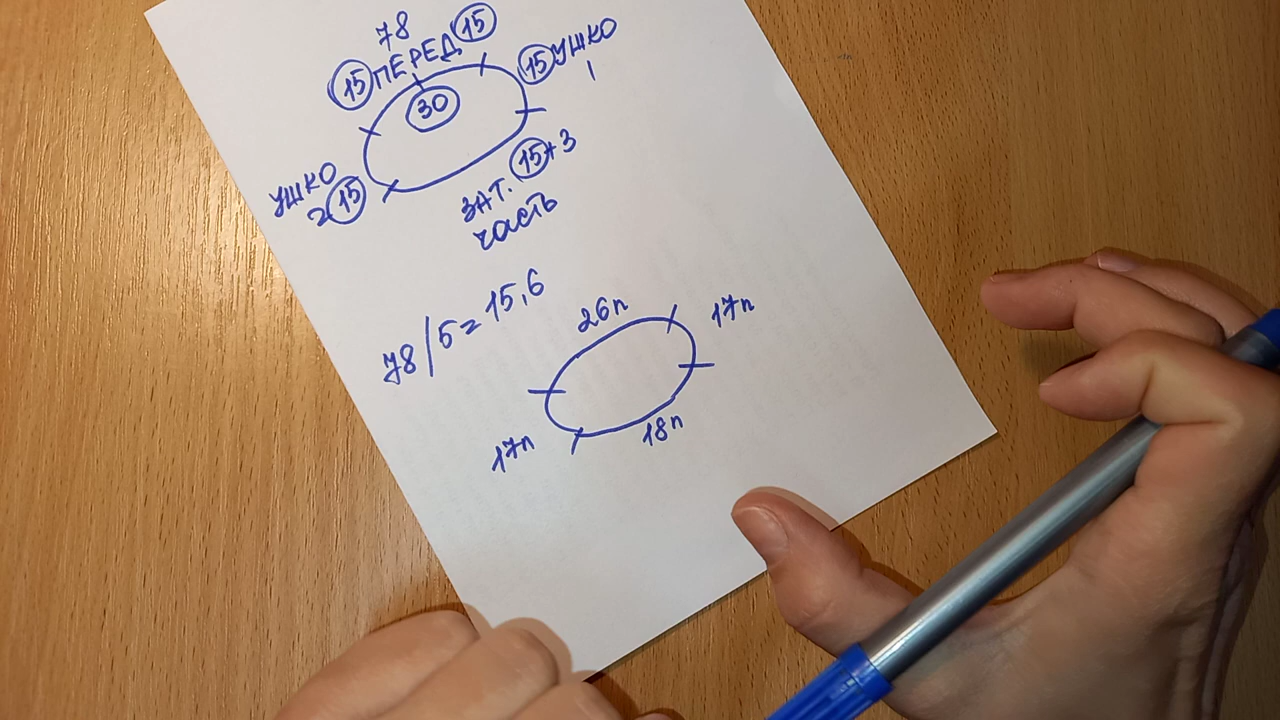 78
15 ПЕРЕД 15
30
15 УШКО
1
УШКО
2 15
ЗАТ. 15+3
часть
78/5=15,6
26п
17п
17п
18п